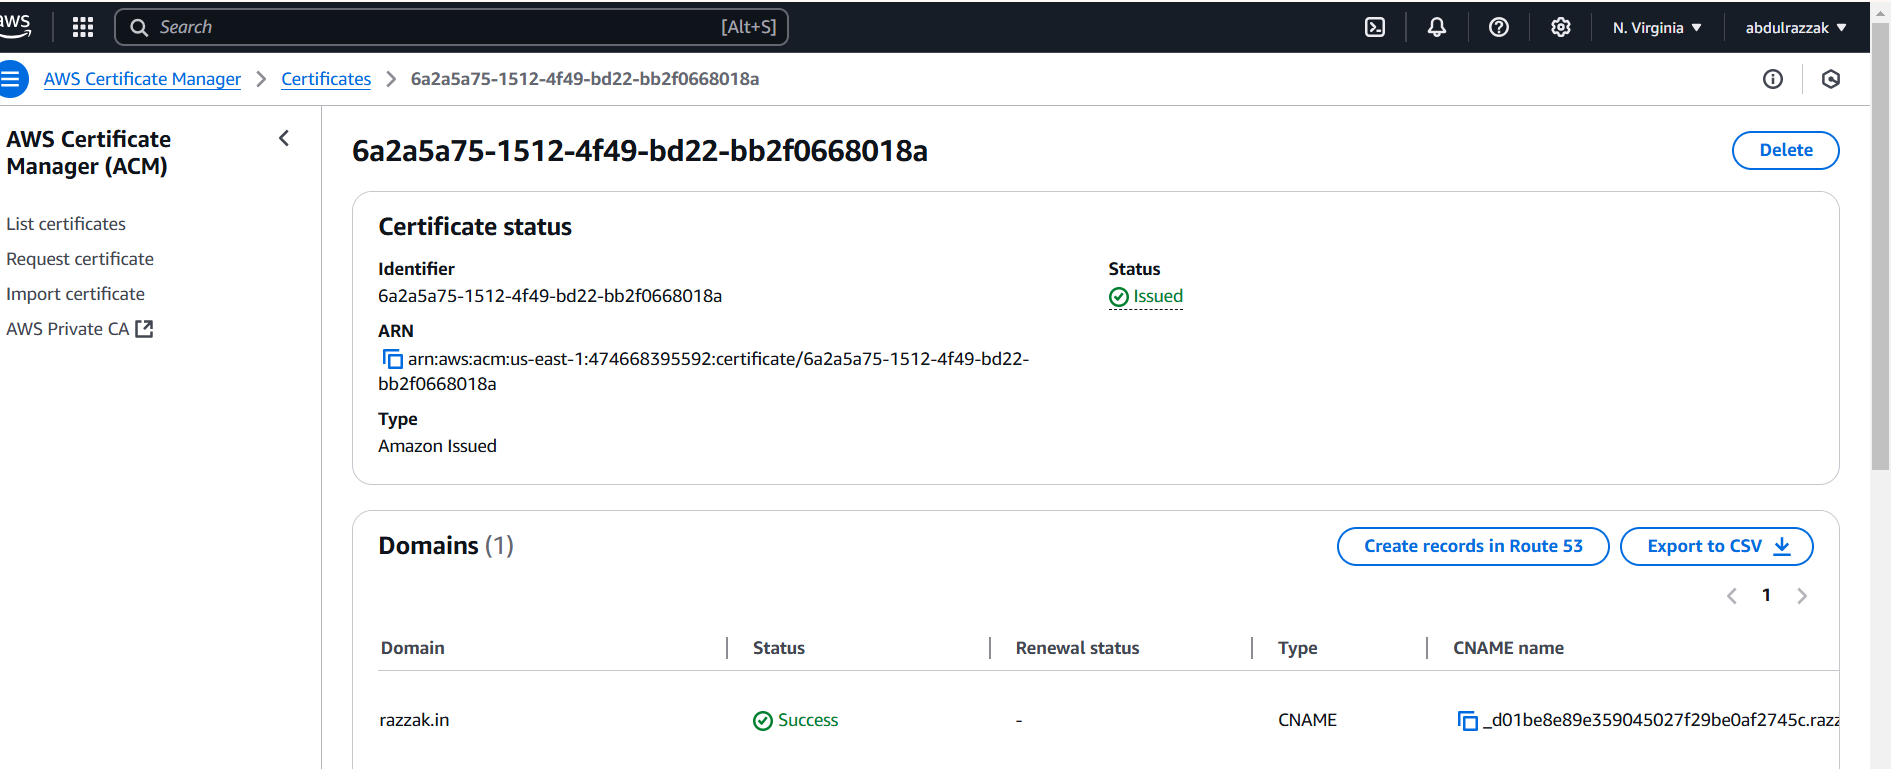 aws
Search [Alt+S] N. Virginia abdulrazzak
AWS Certificate Manager Certificates 6a2a5a75-1512-4f49-bd22-bb2f0668018a
AWS Certificate
Manager (ACM)
List certificates
Request certificate
Import certificate
AWS Private CA
6a2a5a75-1512-4f49-bd22-bb2f0668018a
Delete
Certificate status
Identifier
6a2a5a75-1512-4f49-bd22-bb2f0668018a
ARN
arn:aws:acm:us-east-1:474668395592:certificate/6a2a5a75-1512-4f49-bd22-
bb2f0668018a
Type
Amazon Issued
Status
Issued
Domains (1)
Create records in Route 53 Export to CSV
1
Domain Status Renewal status Type CNAME name
razzak.in Success - CNAME _d01be8e89e359045027f29be0af2745c.razz